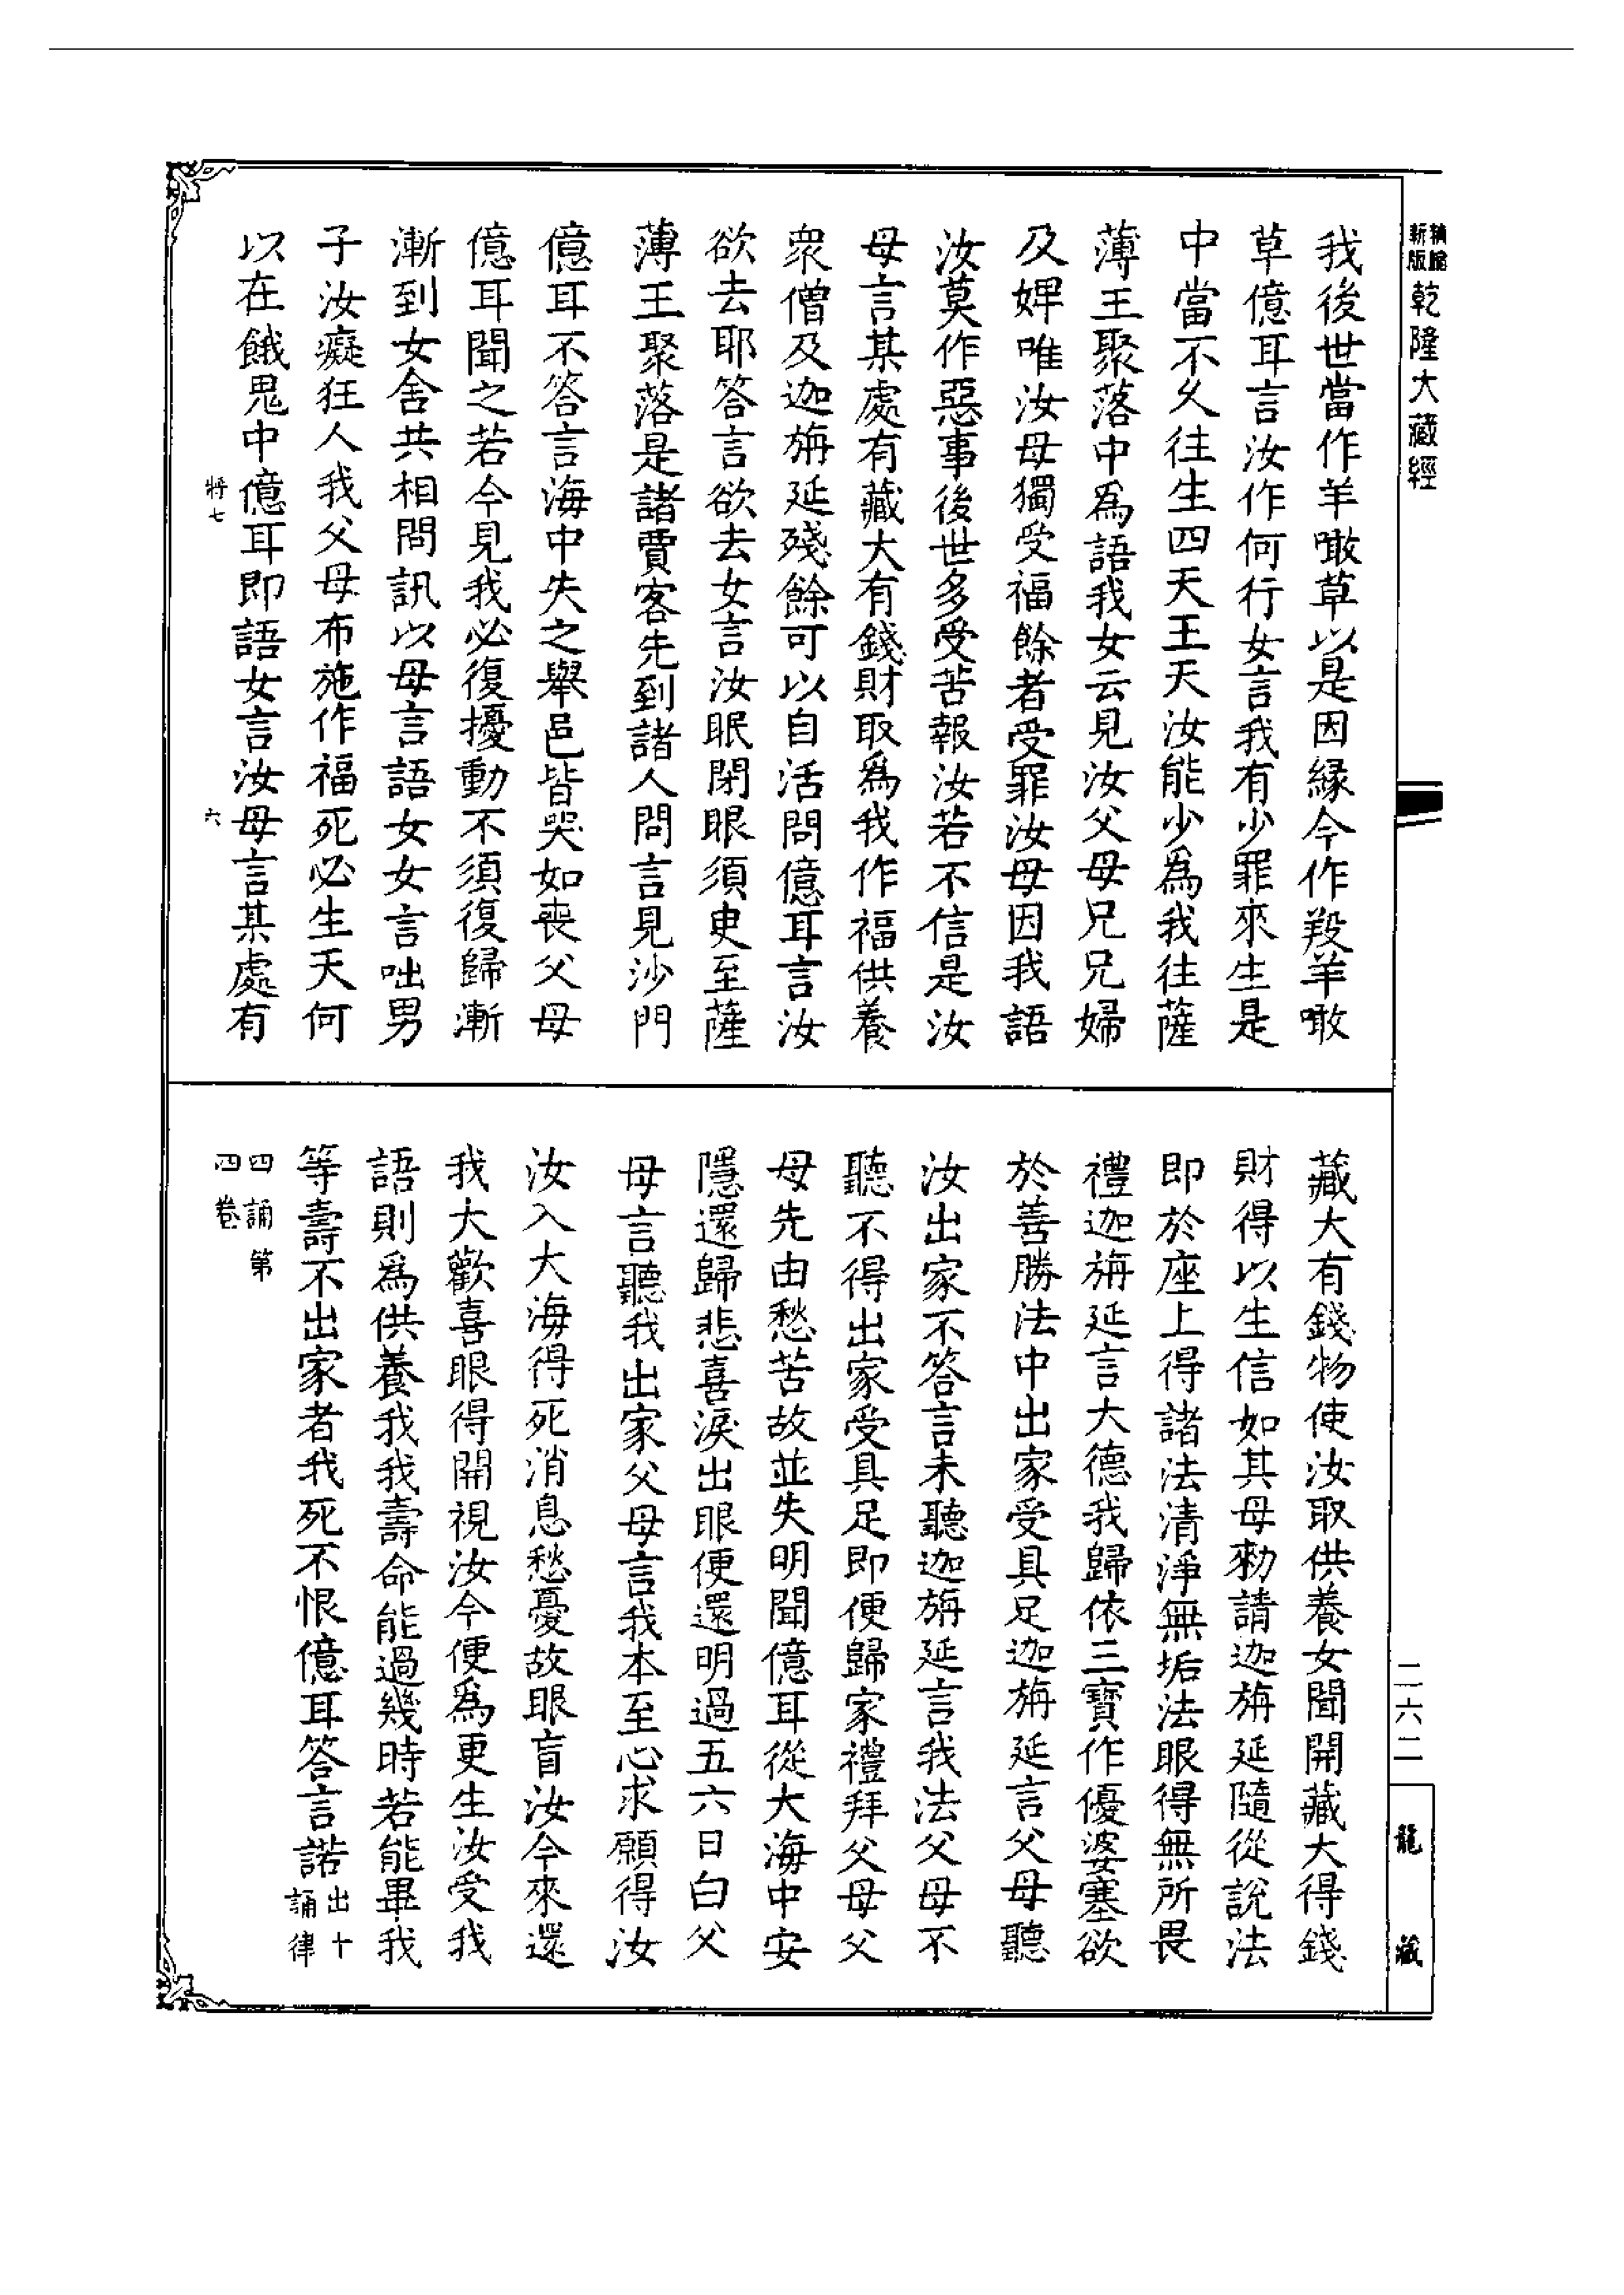 精縮新版乾隆大藏經
我後世當作羊噉草以是因緣今作羖羊噉
草億耳言汝作何行女言我有少罪來生是
中當不久往生四天王天汝能少為我往薩
薄王聚落中為語我女云見汝父母兄兄婦
及婢唯汝母獨受福餘者受罪汝母因我語
汝莫作惡事後世多受苦報汝若不信是汝
母言某處有藏大有錢財取為我作福供養
衆僧及迦旃延殘餘可以自活問億耳言汝
欲去耶答言欲去女言汝眠閉眼須臾至薩
薄王聚落是諸賈客先到諸人問言見沙門
億耳不答言海中失之舉邑皆哭如喪父母
億耳聞之若今見我必復擾動不須復歸漸
漸到女舍共相問訊以母言語女女言咄男
子汝癡狂人我父母布施作福死必生天何
以在餓鬼中億耳即語女言汝母言某處有
將七
六
藏大有錢物使汝取供養女聞開藏大得錢
財得以生信如其母勑請迦旃延隨從說法
即於座上得諸法清淨無垢法眼得無所畏
禮迦旃延言大德我歸依三寶作優婆塞欲
於善勝法中出家受具足迦旃延言父母聽
汝出家不答言未聽迦旃延言我法父母不
聽不得出家受具足即便歸家禮拜父母父
母先由愁苦故並失明聞億耳從大海中安
隱還歸悲喜淚出眼便還明過五六日白父
母言聽我出家父母言我本至心求願得汝
汝入大海得死消息愁憂故眼盲汝今來還
我大歡喜眼得開視汝今便為更生汝受我
語則為供養我我壽命能過幾時若能畢我
等壽不出家者我死不恨億耳答言諾出十
誦律
四誦第
四卷
二六二
龍藏